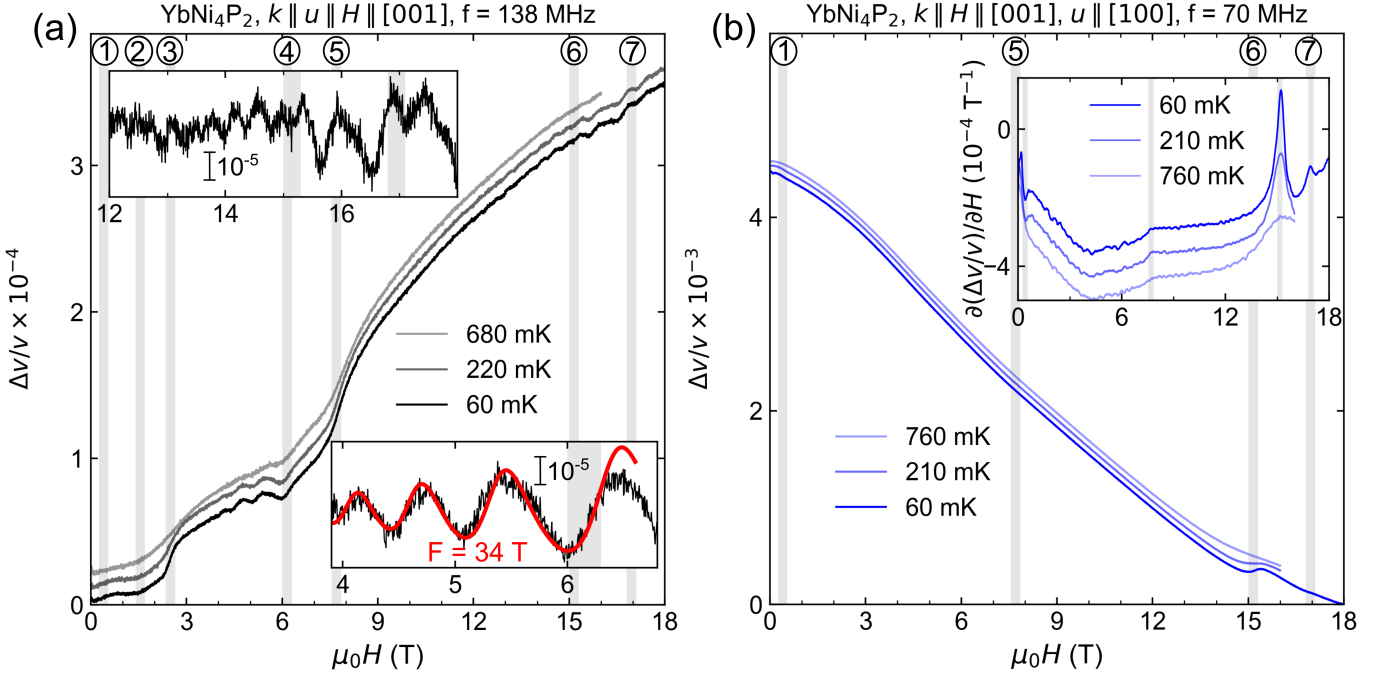 (a)
YbNi₄P₂, k ∥ u ∥ H ∥ [001], f = 138 MHz
1 2 3 4 5 6 7
10⁻⁵
12 14 16
3
2
1
0
Δv/v × 10⁻⁴
680 mK
220 mK
60 mK
10⁻⁵
F = 34 T
4 5 6
0 3 6 9 12 15 18
μ₀H (T)
(b)
YbNi₄P₂, k ∥ H ∥ [001], u ∥ [100], f = 70 MHz
1 5 6 7
∂(Δv/v)/∂H (10⁻⁴ T⁻¹)
0
−4
60 mK
210 mK
760 mK
0 6 12 18
4
2
0
Δv/v × 10⁻³
760 mK
210 mK
60 mK
0 3 6 9 12 15 18
μ₀H (T)